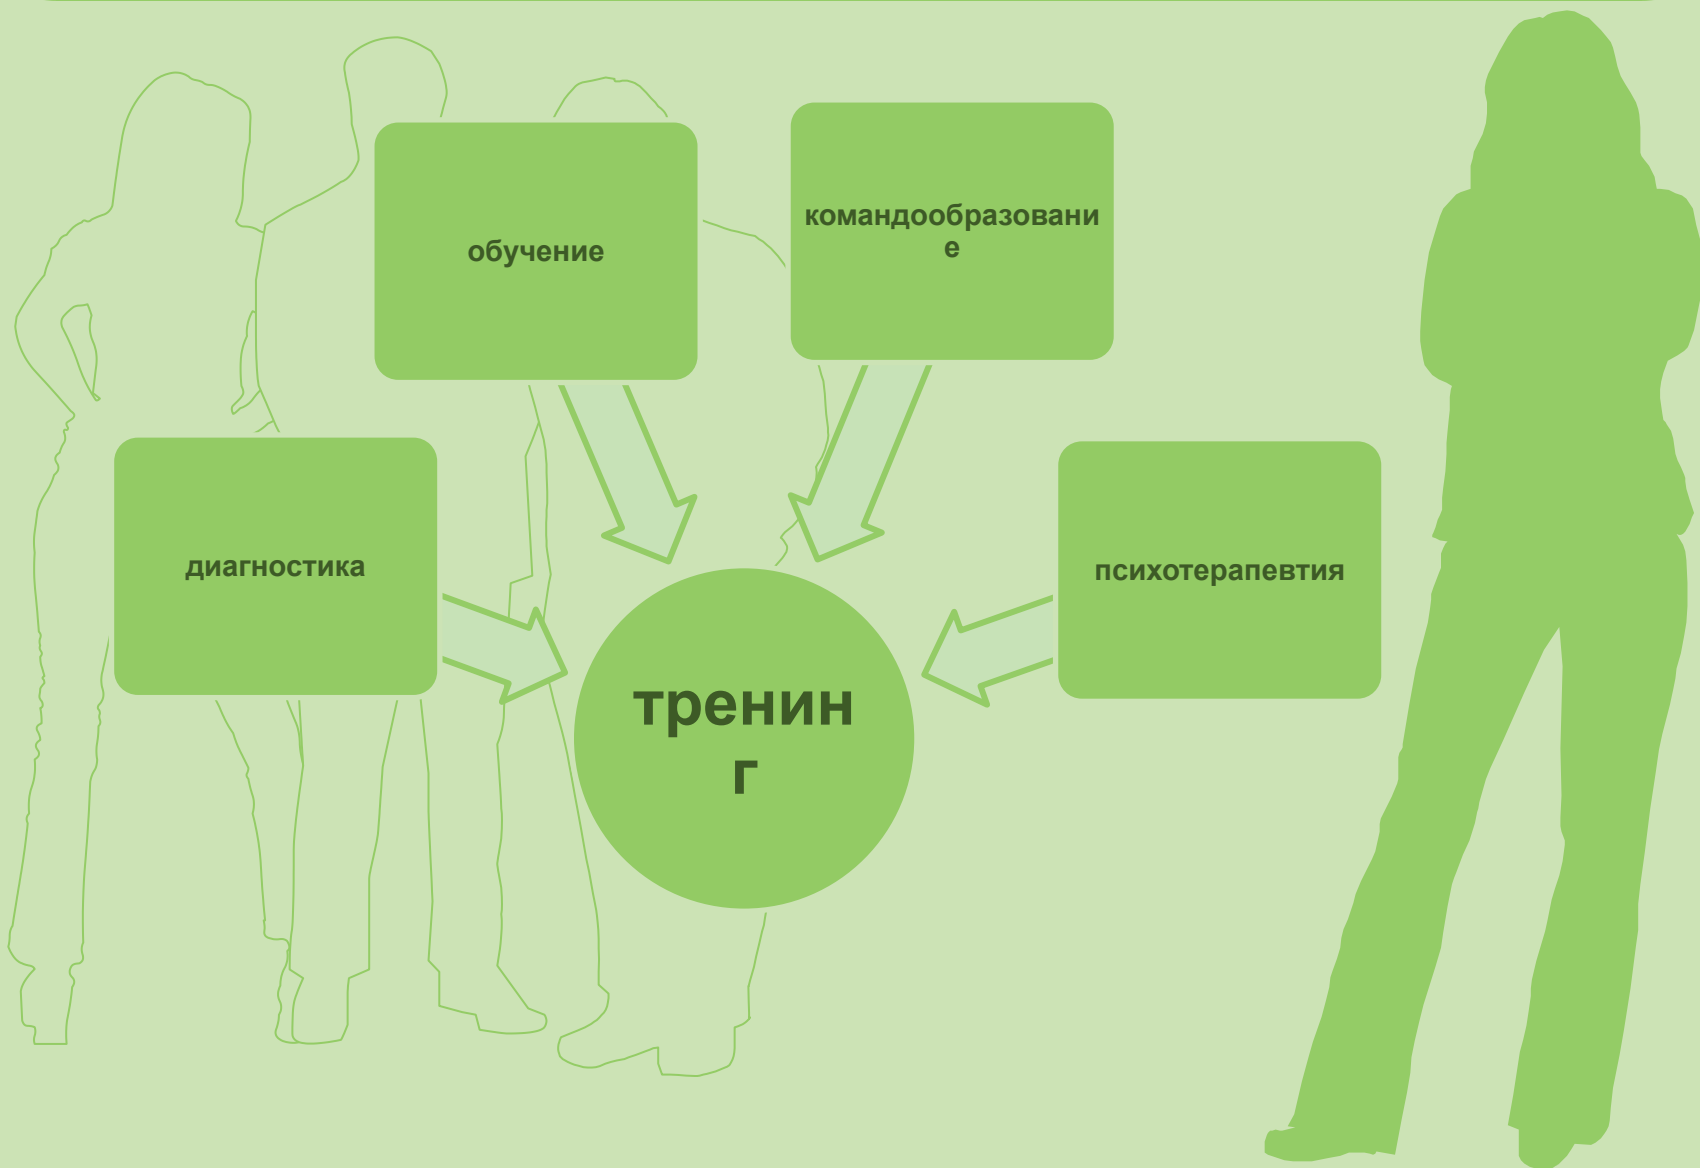 обучение
командообразовани
е
диагностика
психотерапевтия
тренин
г